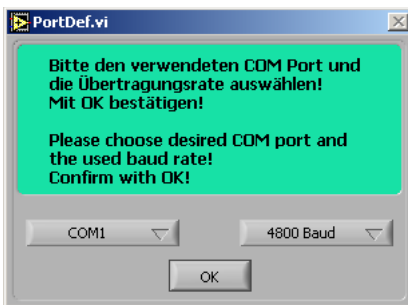 PortDef.vi
Bitte den verwendeten COM Port und
die Übertragungsrate auswählen!
Mit OK bestätigen!
Please choose desired COM port and
the used baud rate!
Confirm with OK!
COM1
4800 Baud
OK